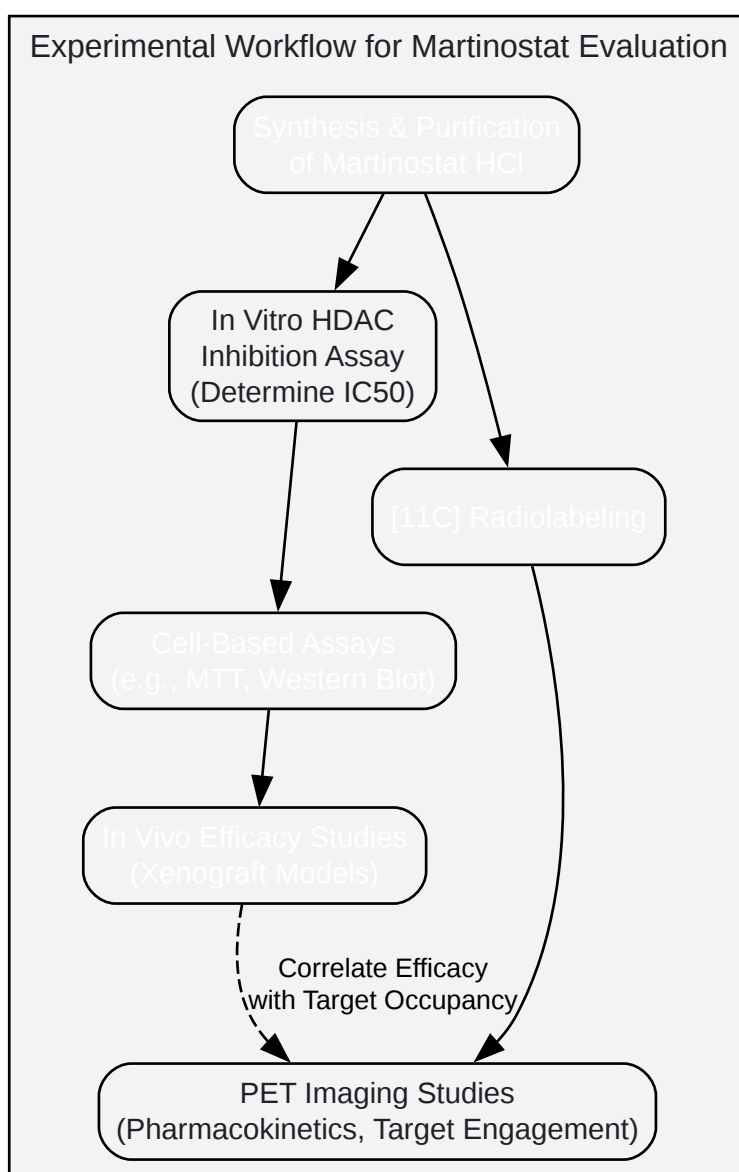 Experimental Workflow for Martinostat Evaluation
Synthesis & Purification
of Martinostat HCl
In Vitro HDAC
Inhibition Assay
(Determine IC50)
[11C] Radiolabeling
Cell-Based Assays
(e.g., MTT, Western Blot)
In Vivo Efficacy Studies
(Xenograft Models)
Correlate Efficacy
with Target Occupancy
PET Imaging Studies
(Pharmacokinetics, Target Engagement)